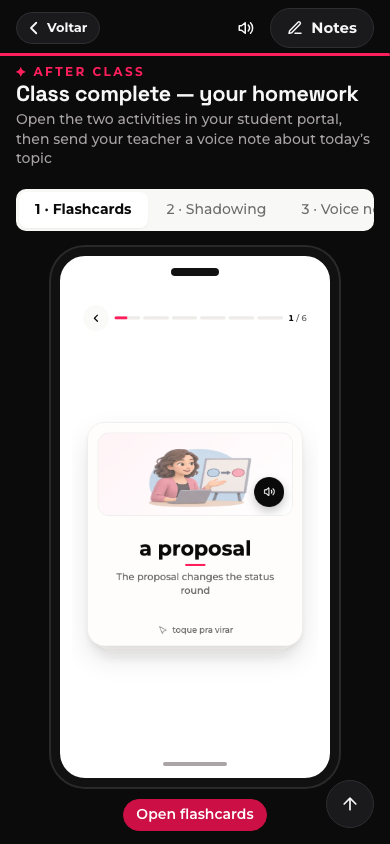 Voltar
Notes
AFTER CLASS
Class complete — your homework
Open the two activities in your student portal,
then send your teacher a voice note about today's
topic
1 · Flashcards 2 · Shadowing 3 · Voice n
1 / 6
a proposal
The proposal changes the status
round
toque pra virar
Open flashcards